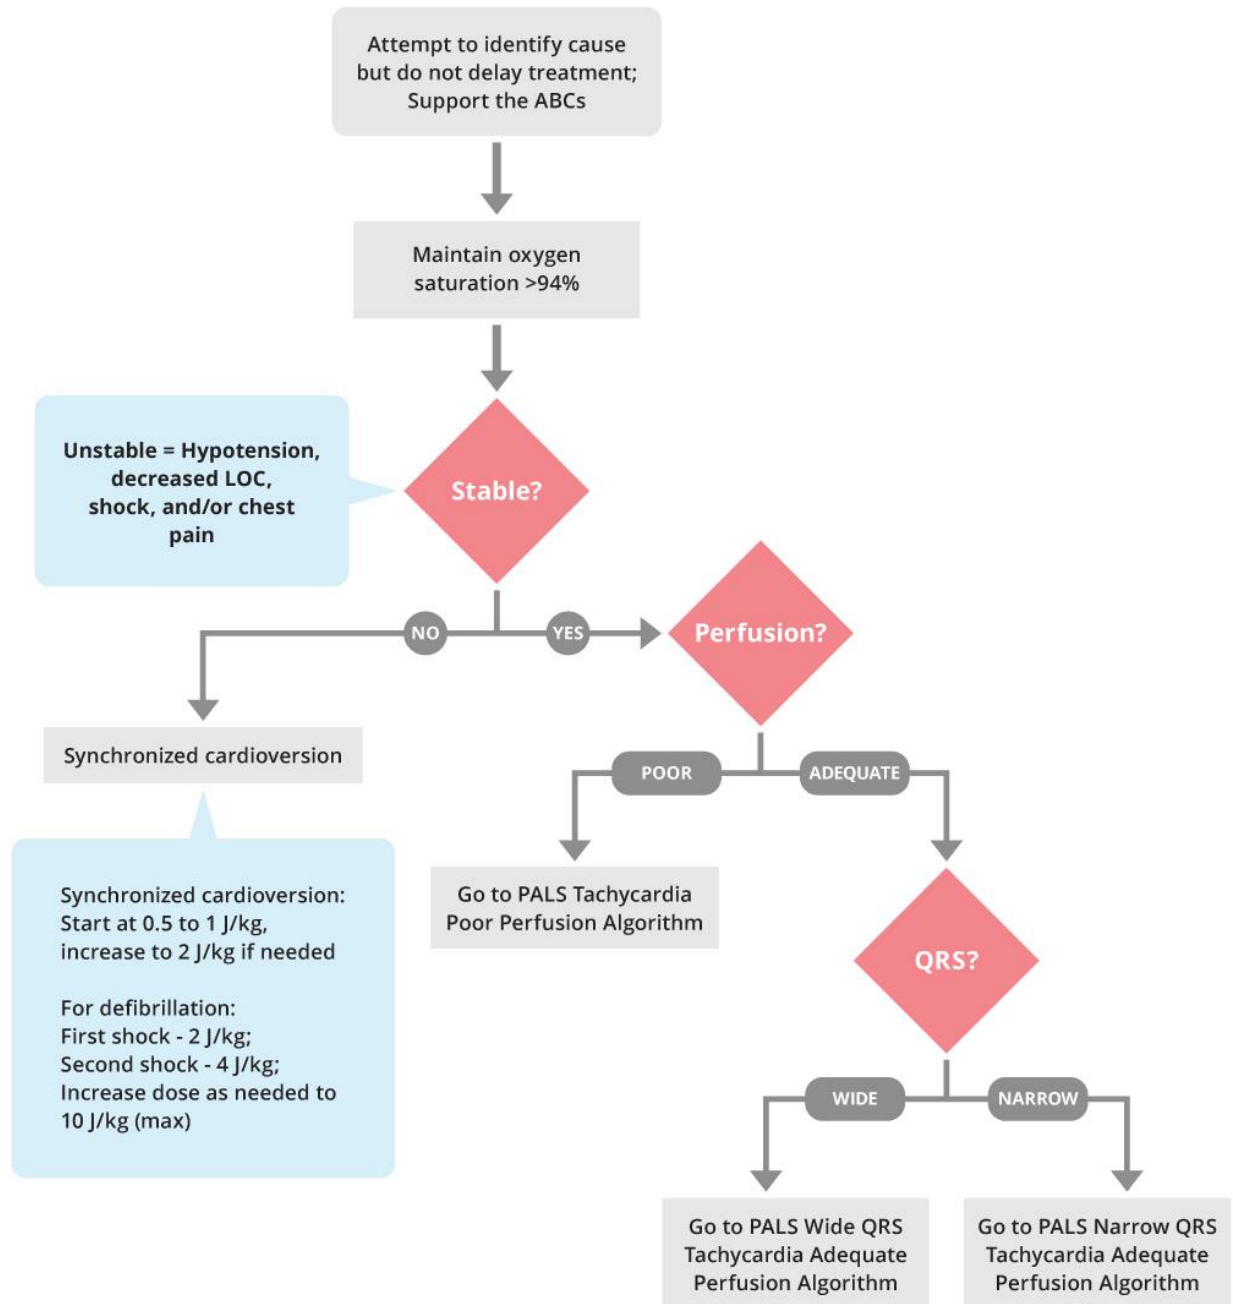 Attempt to identify cause
but do not delay treatment;
Support the ABCs
Maintain oxygen
saturation >94%
Unstable = Hypotension,
decreased LOC,
shock, and/or chest
pain
Stable?
NO
YES
Perfusion?
Synchronized cardioversion
POOR
ADEQUATE
Synchronized cardioversion:
Start at 0.5 to 1 J/kg,
increase to 2 J/kg if needed
For defibrillation:
First shock - 2 J/kg;
Second shock - 4 J/kg;
Increase dose as needed to
10 J/kg (max)
Go to PALS Tachycardia
Poor Perfusion Algorithm
QRS?
WIDE
NARROW
Go to PALS Wide QRS
Tachycardia Adequate
Perfusion Algorithm
Go to PALS Narrow QRS
Tachycardia Adequate
Perfusion Algorithm